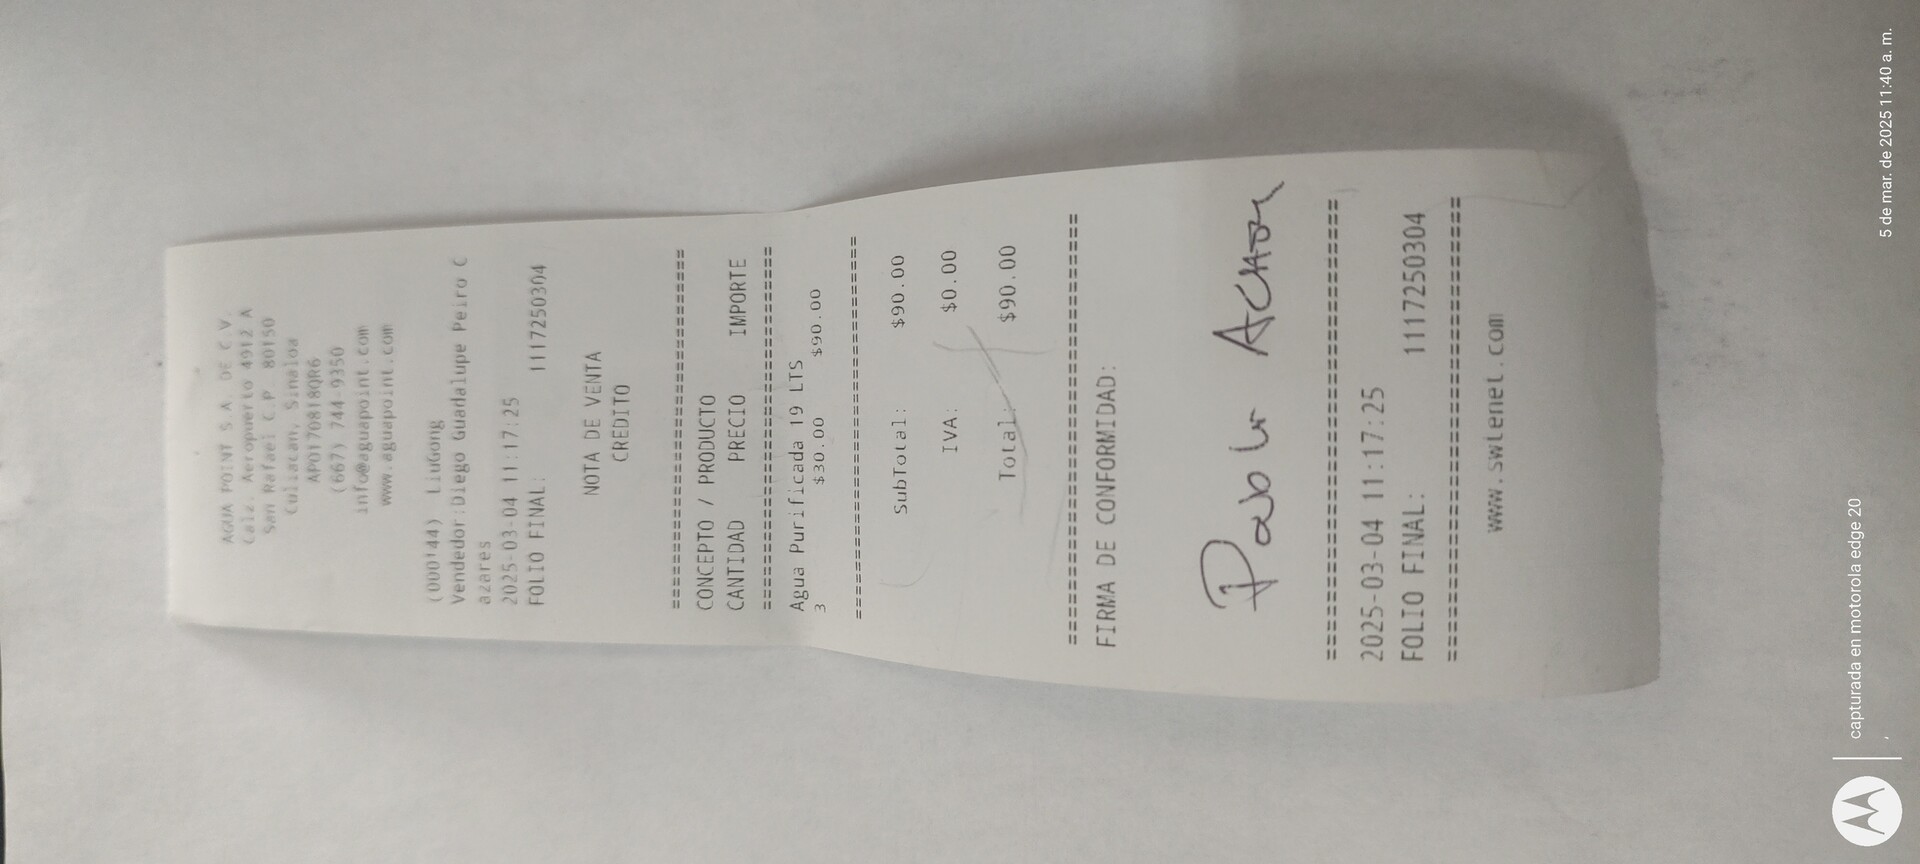 AGUA POINT S.A. DE C.V.
Calz. Aeropuerto 4912 A
San Rafael C.P. 80150
Culiacan, Sinaloa
APO170818QR6
(667) 744-9350
info@aguapoint.com
www.aguapoint.com
(000144) LiuGong
Vendedor:Diego Guadalupe Peiro C
azares
2025-03-04 11:17:25
FOLIO FINAL: 111725030​4
NOTA DE VENTA
CREDITO
================================
CONCEPTO / PRODUCTO
CANTIDAD PRECIO IMPORTE
================================
Agua Purificada 19 LTS
3 $30.00 $90.00
================================
SubTotal: $90.00
IVA: $0.00
Total: $90.00
================================
FIRMA DE CONFORMIDAD:
Pablo
================================
2025-03-04 11:17:25
FOLIO FINAL: 1117250304
================================
www.swienet.com
capturada en motorola edge 20
5 de mar. de 2025 11:40 a. m.